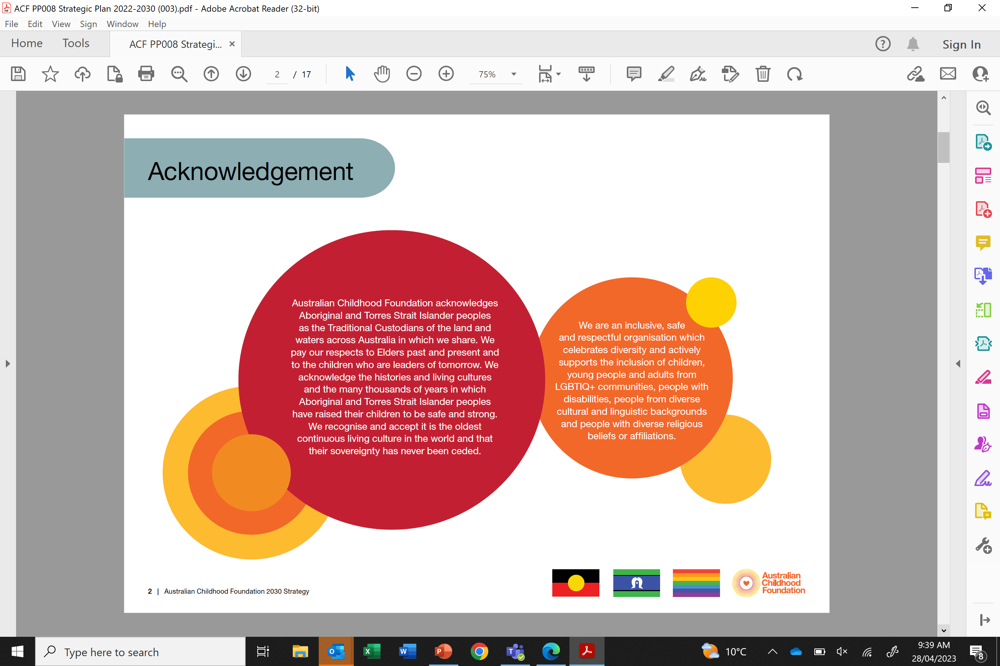 ACF PP008 Strategic Plan 2022-2030 (003).pdf - Adobe Acrobat Reader (32-bit)
File Edit View Sign Window Help
Home Tools ACF PP008 Strategi... Sign In
2 / 17 75%
Acknowledgement
Australian Childhood Foundation acknowledges
Aboriginal and Torres Strait Islander peoples
as the Traditional Custodians of the land and
waters across Australia in which we share. We
pay our respects to Elders past and present and
to the children who are leaders of tomorrow. We
acknowledge the histories and living cultures
and the many thousands of years in which
Aboriginal and Torres Strait Islander peoples
have raised their children to be safe and strong.
We recognise and accept it is the oldest
continuous living culture in the world and that
their sovereignty has never been ceded.
We are an inclusive, safe
and respectful organisation which
celebrates diversity and actively
supports the inclusion of children,
young people and adults from
LGBTIQ+ communities, people with
disabilities, people from diverse
cultural and linguistic backgrounds
and people with diverse religious
beliefs or affiliations.
2 | Australian Childhood Foundation 2030 Strategy
Australian
Childhood
Foundation
Type here to search
10°C
9:39 AM
28/04/2023
8